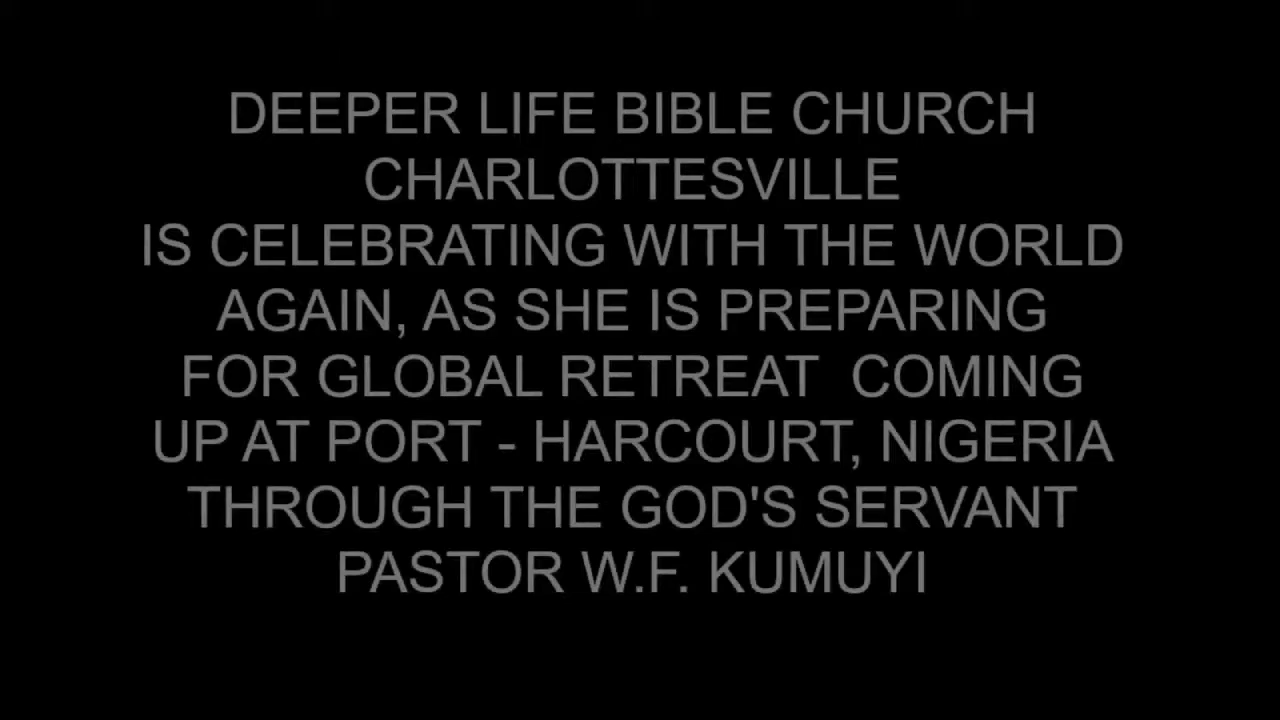 DEEPER LIFE BIBLE CHURCH
CHARLOTTESVILLE
IS CELEBRATING WITH THE WORLD
AGAIN, AS SHE IS PREPARING
FOR GLOBAL RETREAT  COMING
UP AT PORT - HARCOURT, NIGERIA
THROUGH THE GOD'S SERVANT
PASTOR W.F. KUMUYI